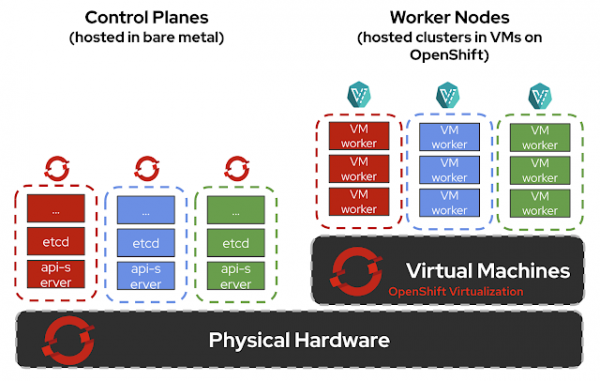 Control Planes
(hosted in bare metal)
Worker Nodes
(hosted clusters in VMs on
OpenShift)
VM
worker
VM
worker
VM
worker
VM
worker
VM
worker
VM
worker
VM
worker
VM
worker
VM
worker
...
...
...
etcd
etcd
etcd
api-s
erver
api-s
erver
api-s
erver
Virtual Machines
OpenShift Virtualization
Physical Hardware